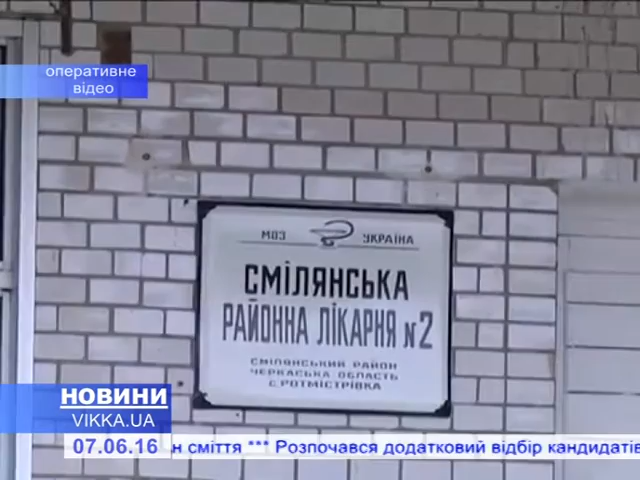 оперативне
відео
МОЗ УКРАЇНА
СМІЛЯНСЬКА
РАЙОННА ЛІКАРНЯ №2
СМІЛЯНСЬКИЙ РАЙОН
ЧЕРКАСЬКА ОБЛАСТЬ
С.РОТМІСТРІВКА
НОВИНИ
VIKKA.UA
07.06.16 н сміття *** Розпочався додатковий відбір кандидатів